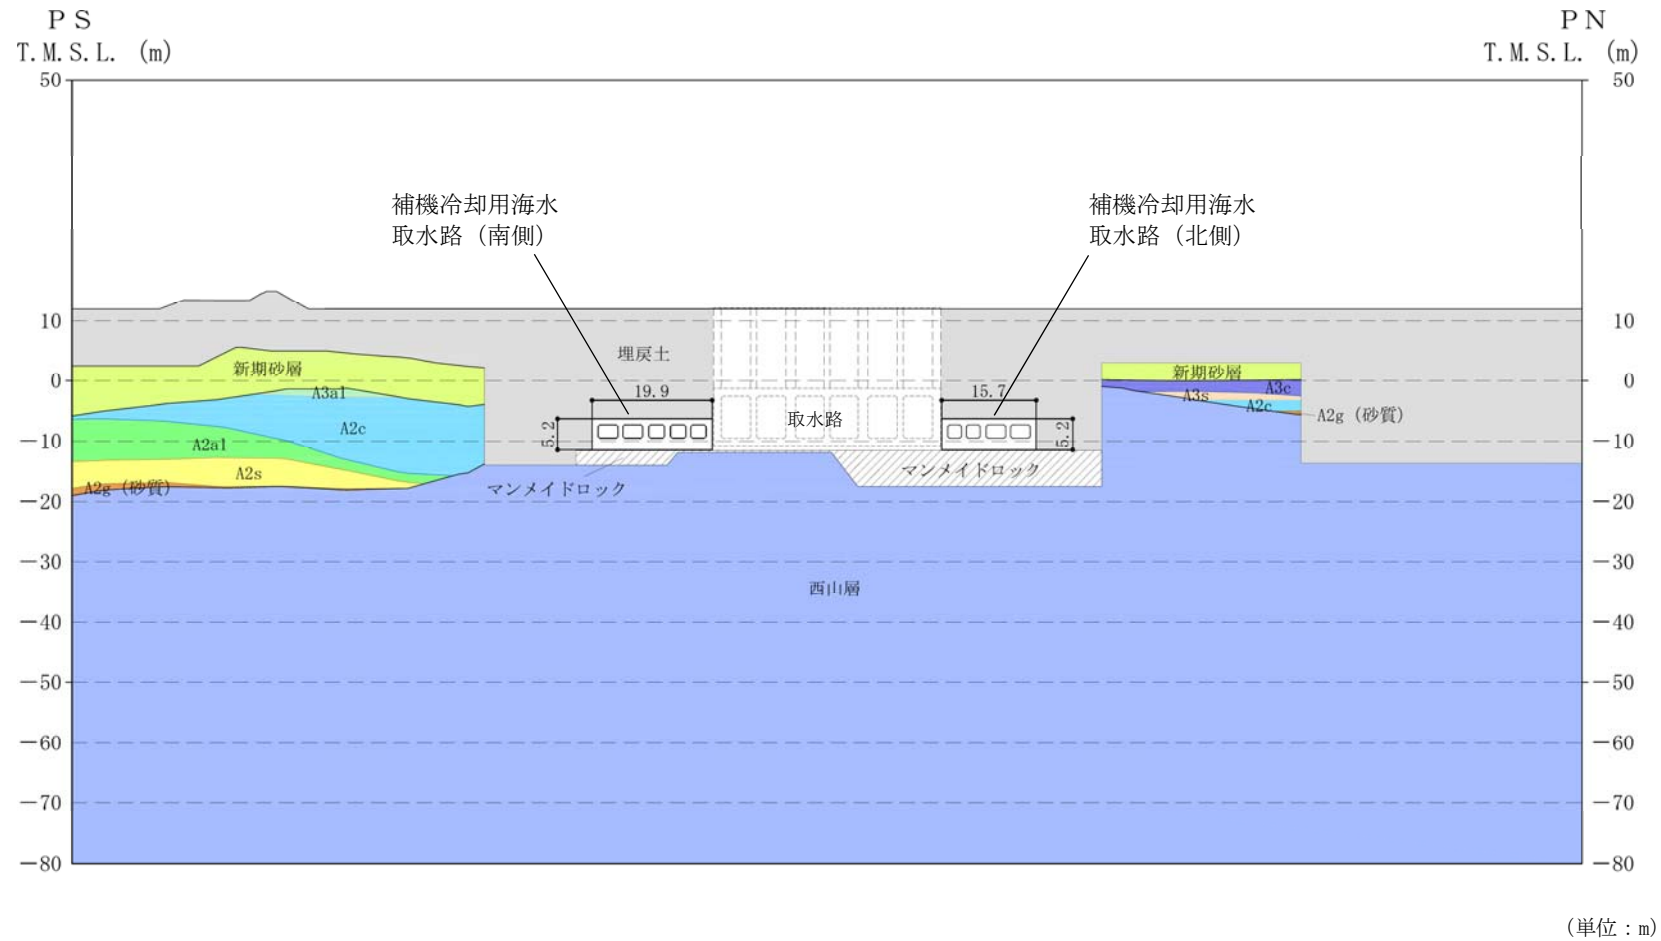 PS
PN
T.M.S.L. (m)
T.M.S.L. (m)
50
50
補機冷却用海水
取水路（南側）
補機冷却用海水
取水路（北側）
10
10
埋戻土
新期砂層
新期砂層
0
0
A3a1
19.9
15.7
A3c
A3s
A2c
A2g（砂質）
A2c
取水路
5.2
5.2
−10
−10
A2a1
A2s
マンメイドロック
A2g（砂質）
マンメイドロック
−20
−20
−30
−30
西山層
−40
−40
−50
−50
−60
−60
−70
−70
−80
−80
（単位：m）